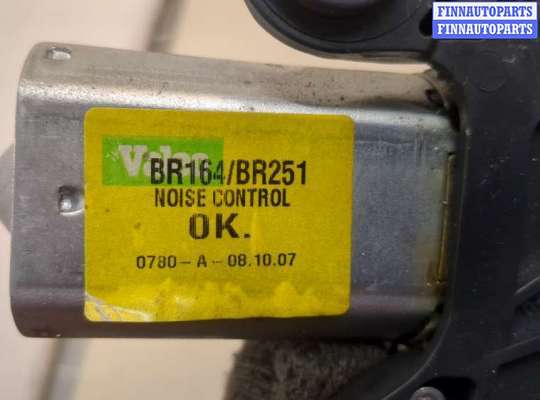 FINNAUTOPARTS
FINNAUTOPARTS
Valeo
BR164/BR251
NOISE CONTROL
OK.
0780-A-08.10.07